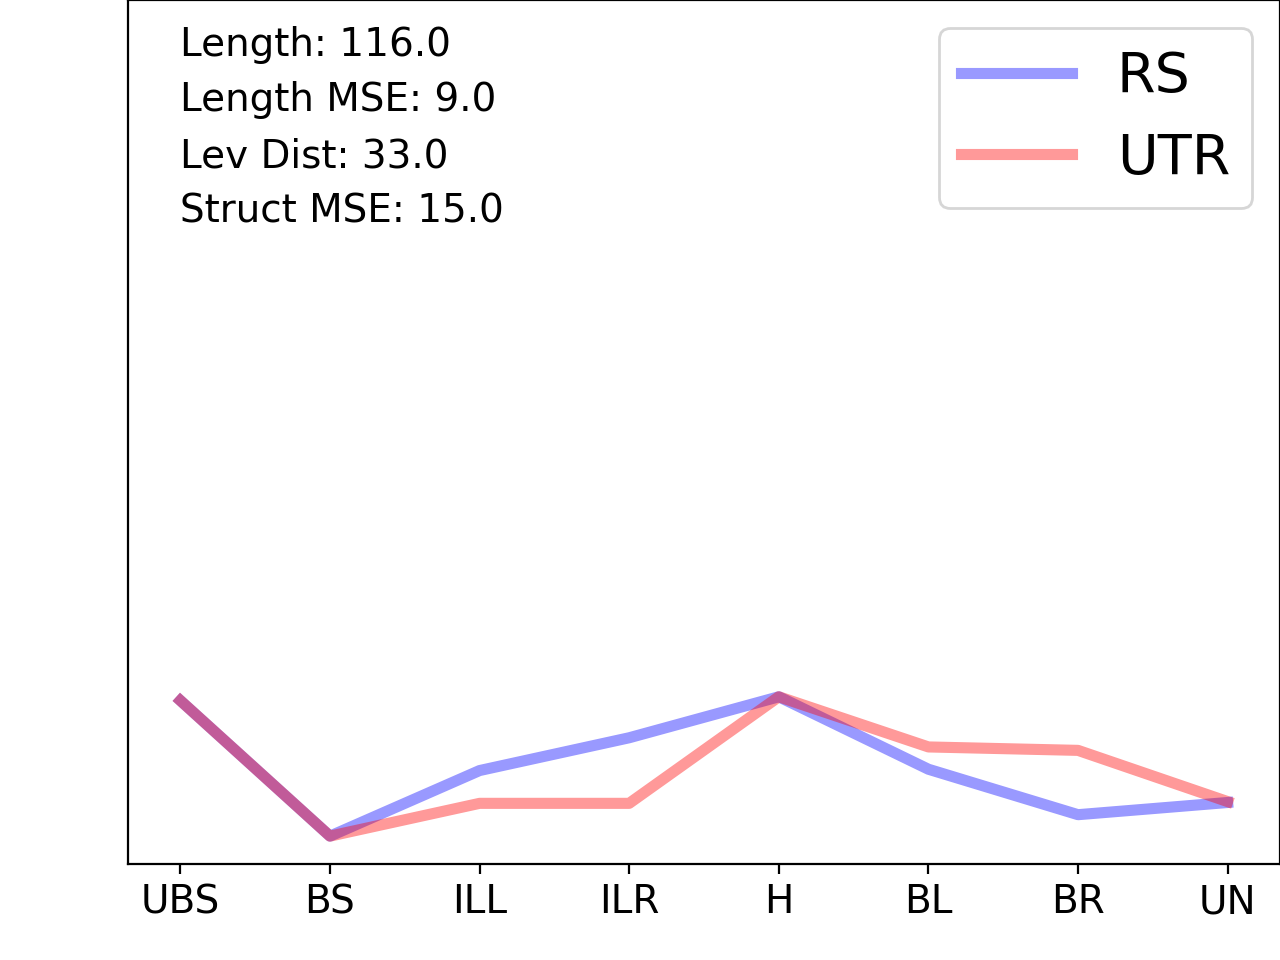 Length: 116.0
Length MSE: 9.0
Lev Dist: 33.0
Struct MSE: 15.0
RS
UTR
UBS BS ILL ILR H BL BR UN